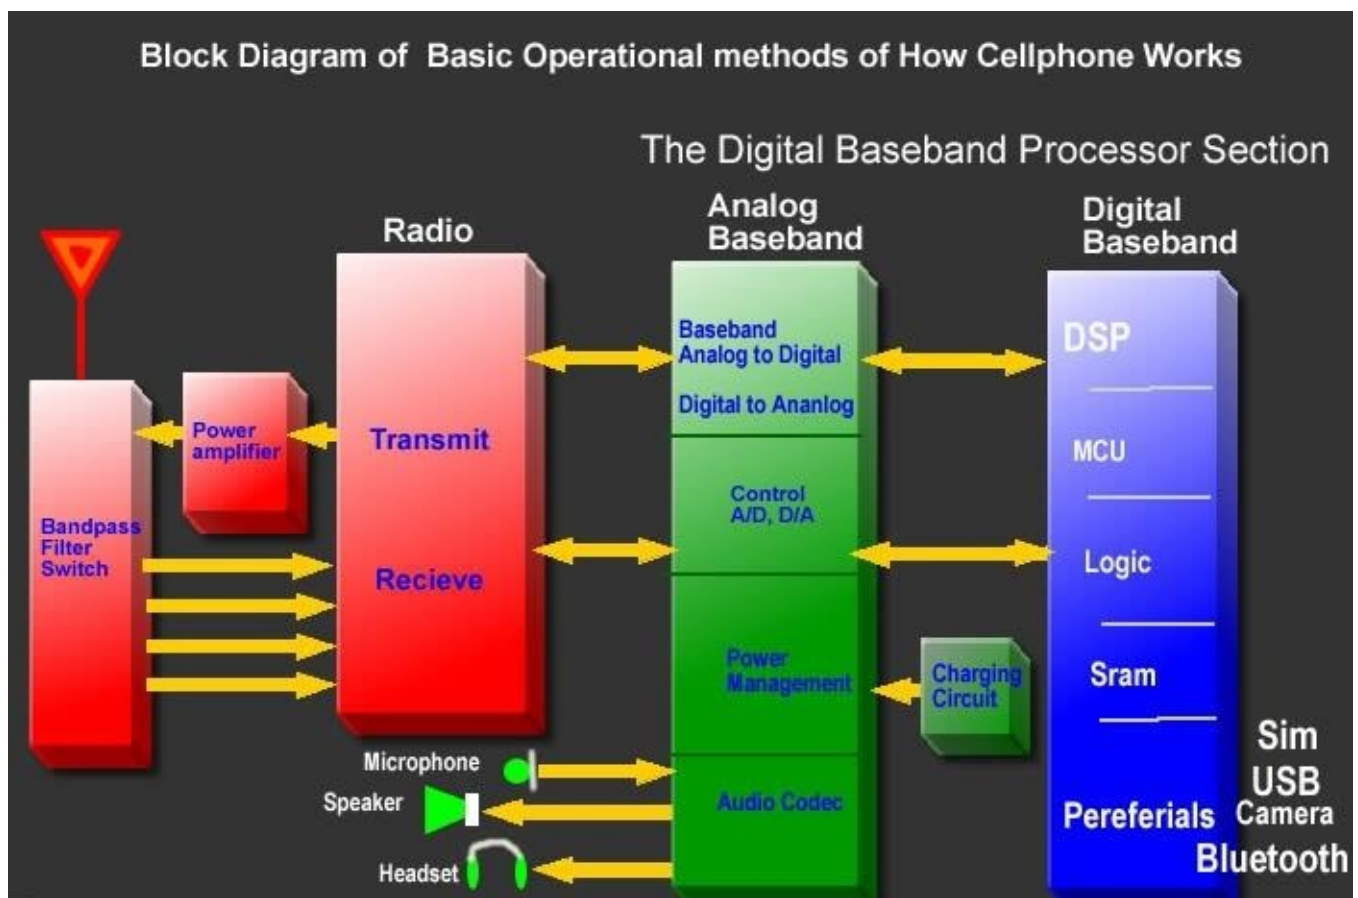 Block Diagram of Basic Operational methods of How Cellphone Works
The Digital Baseband Processor Section
Radio
Analog
Baseband
Digital
Baseband
Power
amplifier
Bandpass
Filter
Switch
Transmit
Recieve
Baseband
Analog to Digital
Digital to Ananlog
Control
A/D, D/A
Power
Management
Audio Codec
Charging
Circuit
Microphone
Speaker
Headset
DSP
MCU
Logic
Sram
Pereferials
Sim
USB
Camera
Bluetooth